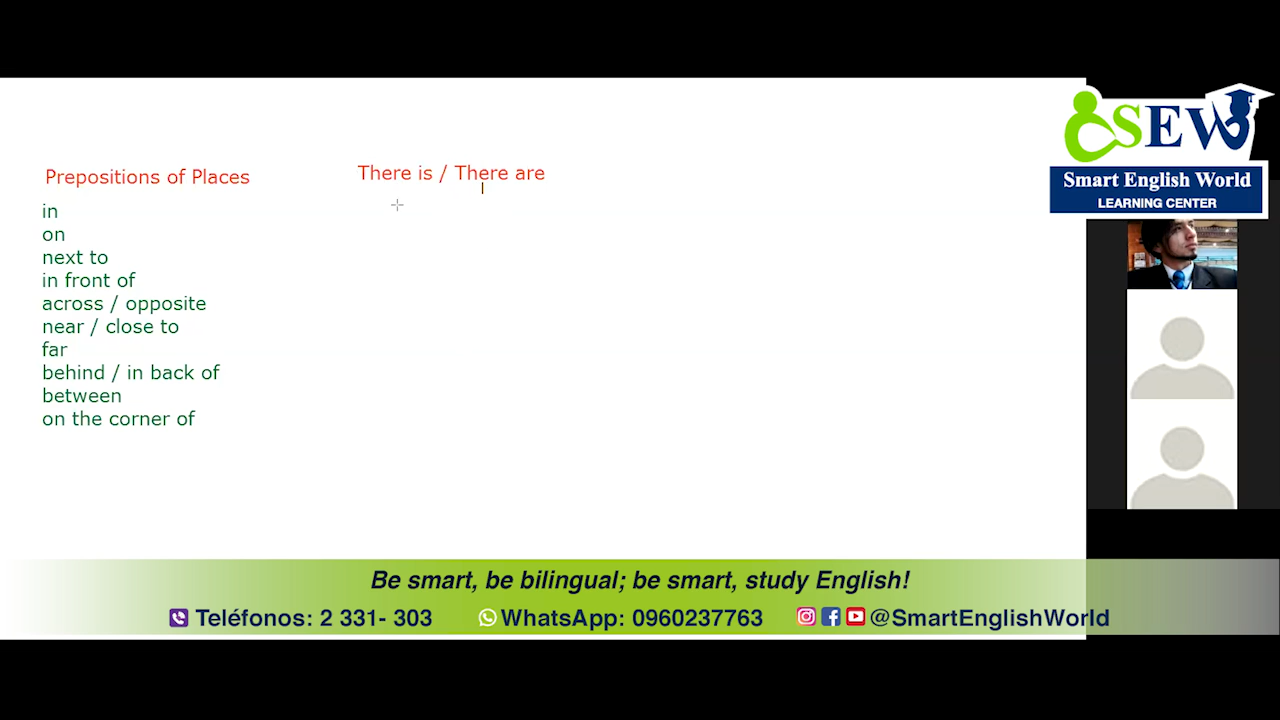 Prepositions of Places
in
on
next to
in front of
across / opposite
near / close to
far
behind / in back of
between
on the corner of
There is / There are
SEW
Smart English World
LEARNING CENTER
Be smart, be bilingual; be smart, study English!
Teléfonos: 2 331- 303 WhatsApp: 0960237763 @SmartEnglishWorld